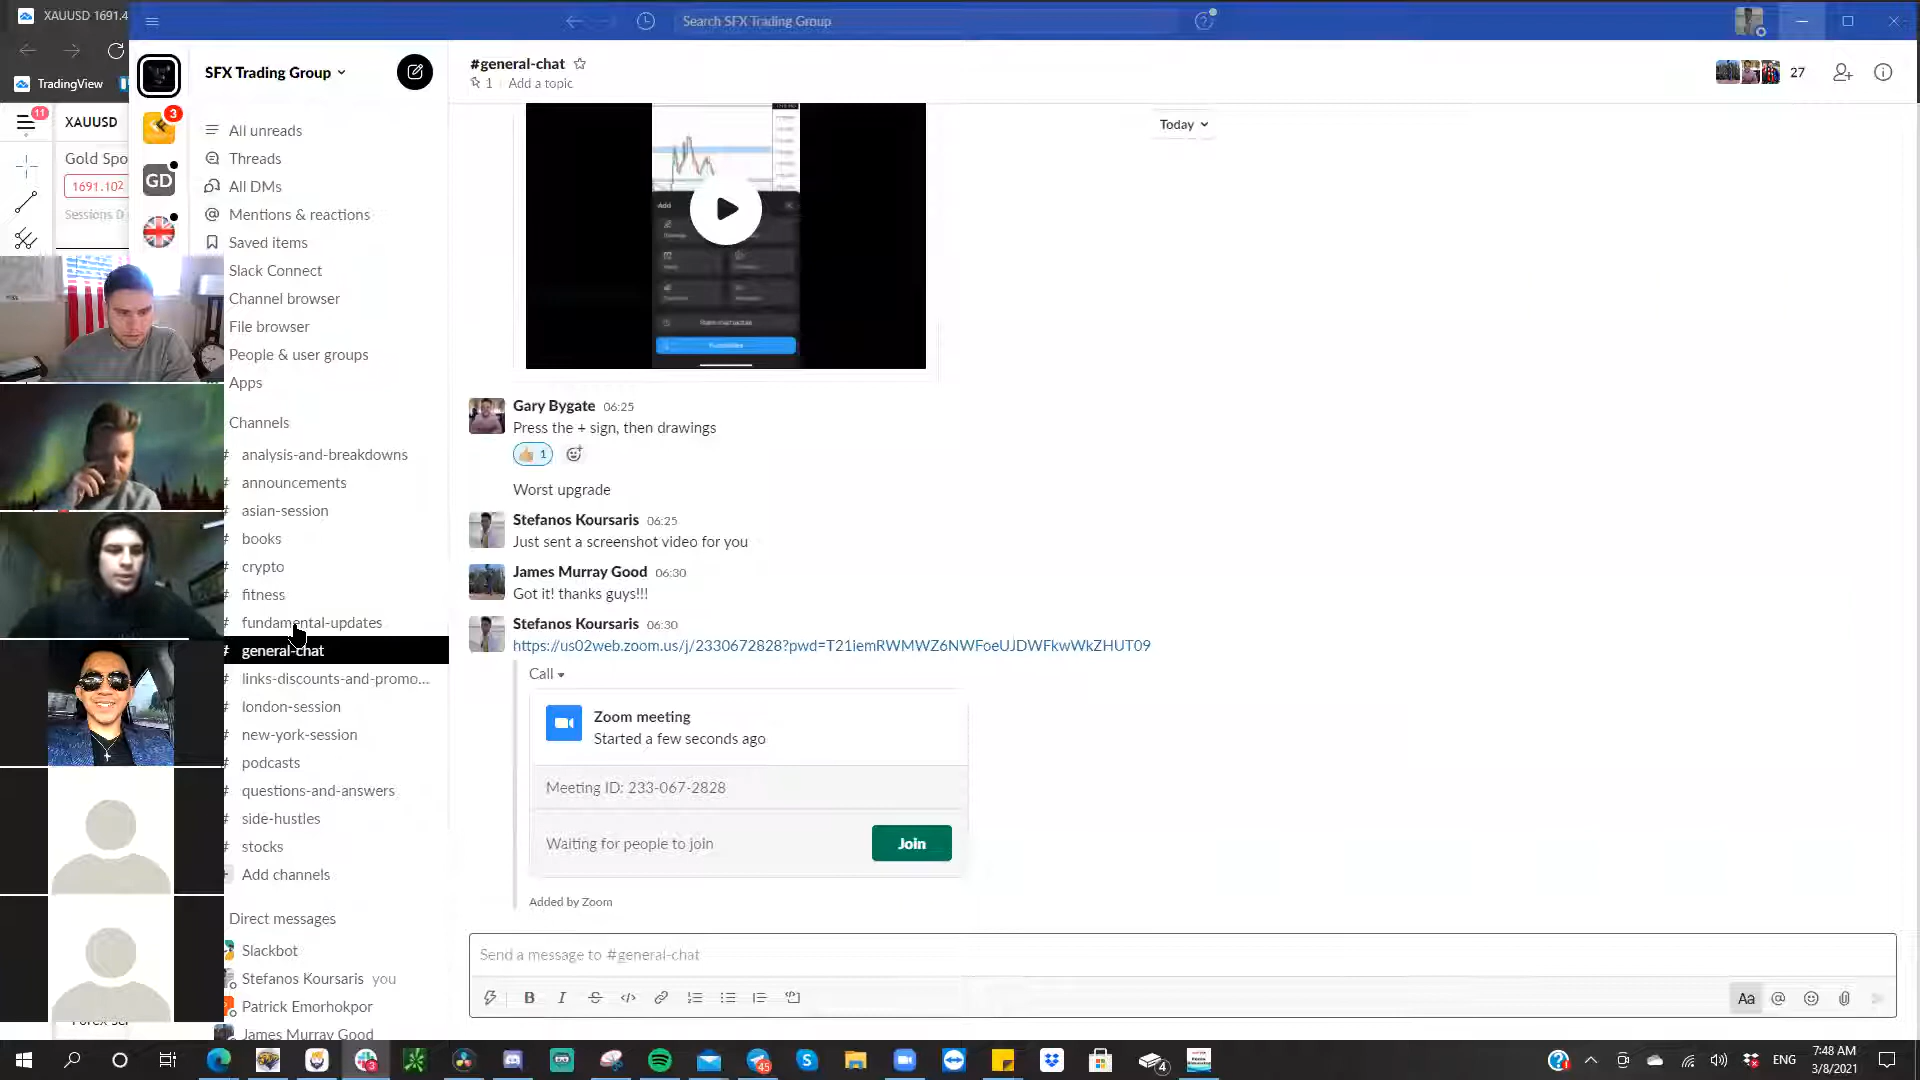 XAUUSD 1691.4
Search SFX Trading Group
TradingView
SFX Trading Group
#general-chat
1
Add a topic
27
11
XAUUSD
Gold Spo
1691.10²
Sessions D
3
GD
All unreads
Threads
All DMs
Mentions & reactions
Saved items
Slack Connect
Channel browser
File browser
People & user groups
Apps
Channels
# analysis-and-breakdowns
# announcements
# asian-session
# books
# crypto
# fitness
# fundamental-updates
# general-chat
# links-discounts-and-promo...
# london-session
# new-york-session
# podcasts
# questions-and-answers
# side-hustles
# stocks
+ Add channels
Direct messages
Slackbot
Stefanos Koursaris you
Patrick Emorhokpor
James Murray Good
Today
Add
Gary Bygate 06:25
Press the + sign, then drawings
1
Worst upgrade
Stefanos Koursaris 06:25
Just sent a screenshot video for you
James Murray Good 06:30
Got it! thanks guys!!!
Stefanos Koursaris 06:30
https://us02web.zoom.us/j/2330672828?pwd=T21iemRWMWZ6NWFoeUJDWFkwWkZHUT09
Call
Zoom meeting
Started a few seconds ago
Meeting ID: 233-067-2828
Waiting for people to join
Join
Added by Zoom
Send a message to #general-chat
B I S </> Aa @
3
45
4
ENG
7:48 AM
3/8/2021